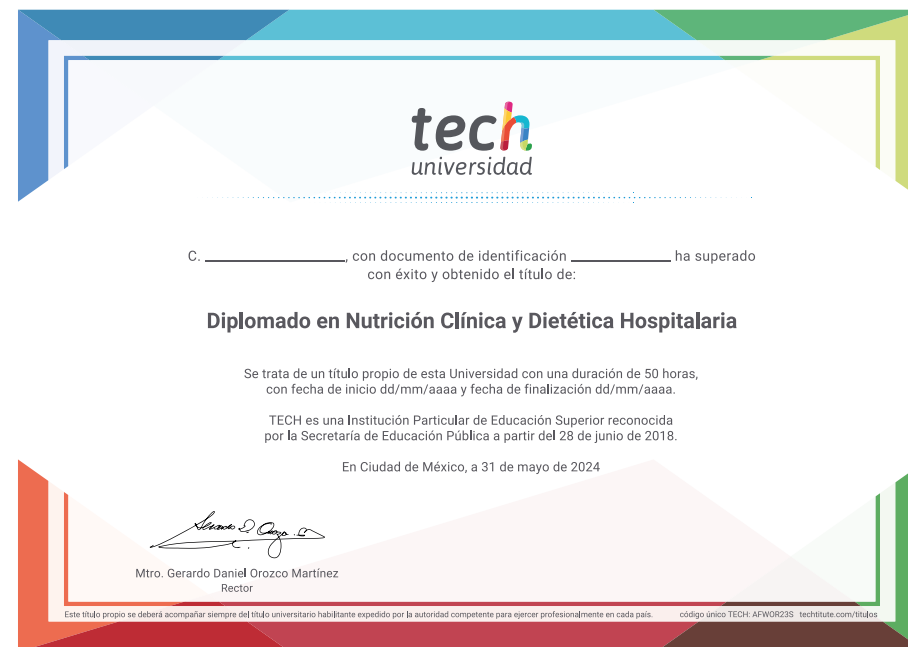 tech
universidad
C. ____________, con documento de identificación ____________ ha superado
con éxito y obtenido el título de:
Diplomado en Nutrición Clínica y Dietética Hospitalaria
Se trata de un título propio de esta Universidad con una duración de 50 horas,
con fecha de inicio dd/mm/aaaa y fecha de finalización dd/mm/aaaa.
TECH es una Institución Particular de Educación Superior reconocida
por la Secretaría de Educación Pública a partir del 28 de junio de 2018.
En Ciudad de México, a 31 de mayo de 2024
Mtro. Gerardo Daniel Orozco Martínez
Rector
Este título propio se deberá acompañar siempre del título universitario habilitante expedido por la autoridad competente para ejercer profesionalmente en cada país. código único TECH: AFWOR23S techtitute.com/titulos